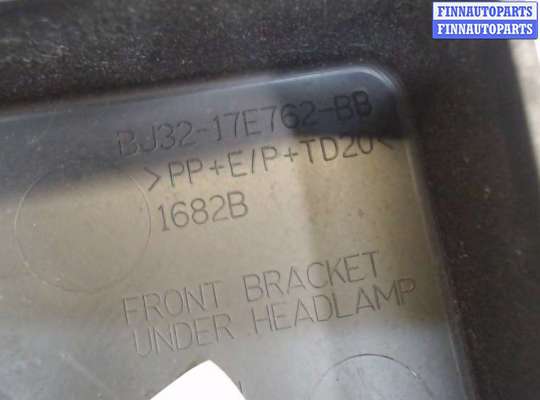 FINNAUTOPARTS
FINNAUTOPARTS
BJ32-17E762-BB
>PP+E/P+TD20<
1682B
FRONT BRACKET
UNDER HEADLAMP